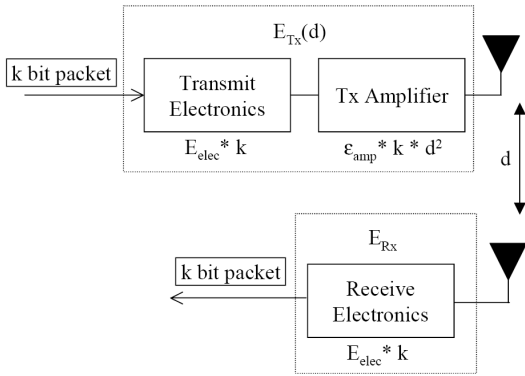 E_Tx(d)
k bit packet
Transmit
Electronics
Tx Amplifier
E_elec* k
ε_amp* k * d²
d
E_Rx
k bit packet
Receive
Electronics
E_elec* k